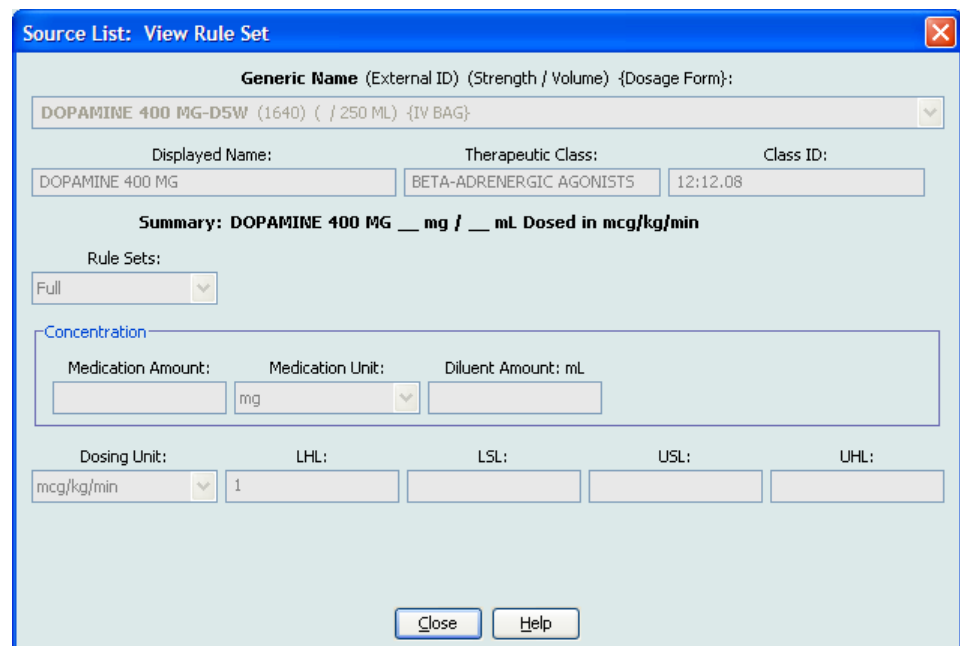 Source List: View Rule Set
Generic Name (External ID) (Strength / Volume) {Dosage Form}:
DOPAMINE 400 MG-D5W (1640) ( / 250 ML) {IV BAG}
Displayed Name: Therapeutic Class: Class ID:
DOPAMINE 400 MG BETA-ADRENERGIC AGONISTS 12:12.08
Summary: DOPAMINE 400 MG __ mg / __ mL Dosed in mcg/kg/min
Rule Sets:
Full
Concentration
Medication Amount: Medication Unit: Diluent Amount: mL
mg
Dosing Unit: LHL: LSL: USL: UHL:
mcg/kg/min 1
Close Help